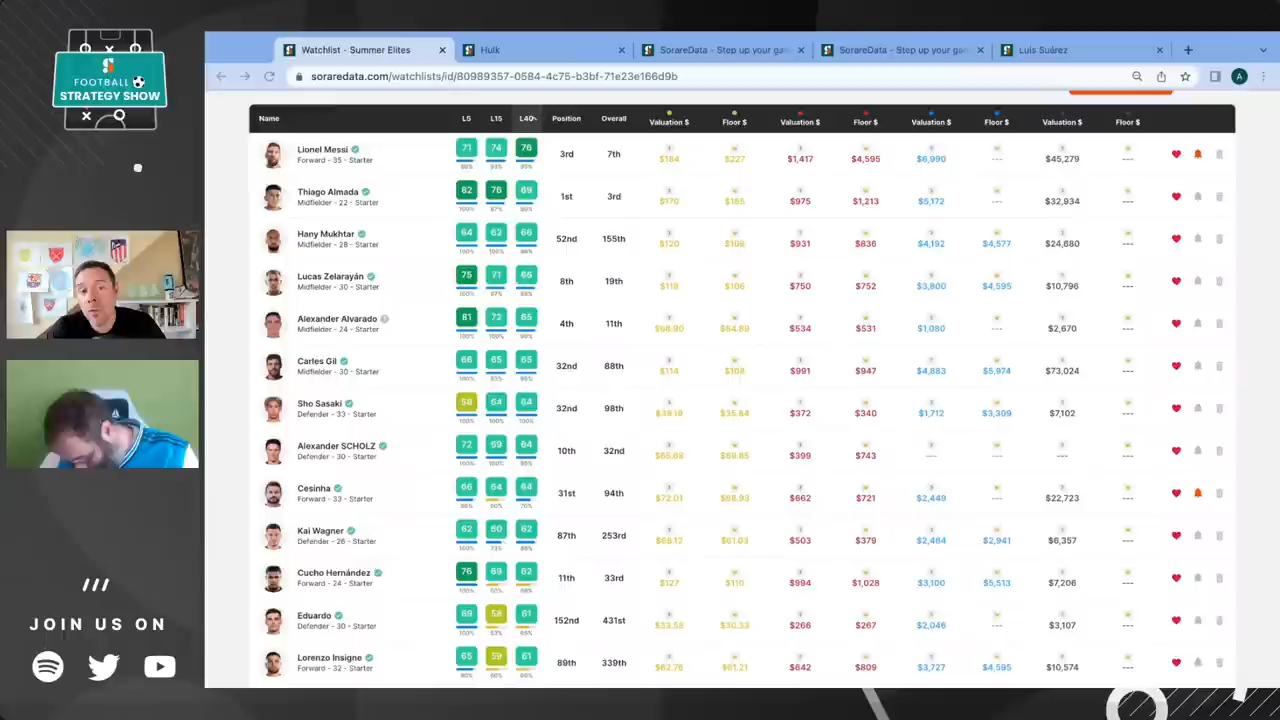 FOOTBALL
STRATEGY SHOW
JOIN US ON
Watchlist - Summer Elites
Hulk
SorareData - Step up your gam
SorareData - Step up your gam
Luis Suárez
soraredata.com/watchlists/id/80989357-0584-4c75-b3bf-71e23e166d9b
A
Name L5 L15 L40 Position Overall Valuation $ Floor $ Valuation $ Floor $ Valuation $ Floor $ Valuation $ Floor $
Lionel Messi 71 74 76 3rd 7th $184 $227 $1,417 $4,595 $6,990 --- $45,279 ---
Forward - 35 - Starter
Thiago Almada 82 76 69 1st 3rd $170 $165 $975 $1,213 $5,172 --- $32,934 ---
Midfielder - 22 - Starter
Hany Mukhtar 64 62 66 52nd 155th $120 $108 $931 $836 $4,192 $4,577 $24,680 ---
Midfielder - 28 - Starter
Lucas Zelarayán 75 71 66 8th 19th $119 $106 $750 $752 $3,800 $4,595 $10,796 ---
Midfielder - 30 - Starter
Alexander Alvarado 81 72 65 4th 11th $534 $531 $1,080 --- $2,670 ---
Midfielder - 24 - Starter
Carles Gil 66 65 65 32nd 88th $114 $108 $991 $947 $4,883 $5,974 $73,024 ---
Midfielder - 30 - Starter
Sho Sasaki 58 64 64 32nd 98th $35.84 $372 $340 $1,712 $3,309 $7,102 ---
Defender - 33 - Starter
Alexander SCHOLZ 72 69 64 10th 32nd $399 $743 --- --- --- ---
Defender - 30 - Starter
Cesinha 66 64 64 31st 94th $72.01 $662 $721 $2,449 --- $22,723 ---
Forward - 33 - Starter
Kai Wagner 62 60 62 87th 253rd $61.03 $503 $379 $2,464 $2,941 $6,357 ---
Defender - 26 - Starter
Cucho Hernández 76 69 62 11th 33rd $127 $110 $994 $1,028 $3,100 $5,513 $7,206 ---
Forward - 24 - Starter
Eduardo 69 58 61 152nd 431st $33.58 $30.33 $266 $267 $2,046 --- $3,107 ---
Defender - 30 - Starter
Lorenzo Insigne 65 59 61 89th 339th $62.76 $61.21 $642 $809 $3,727 $4,595 $10,574 ---
Forward - 32 - Starter